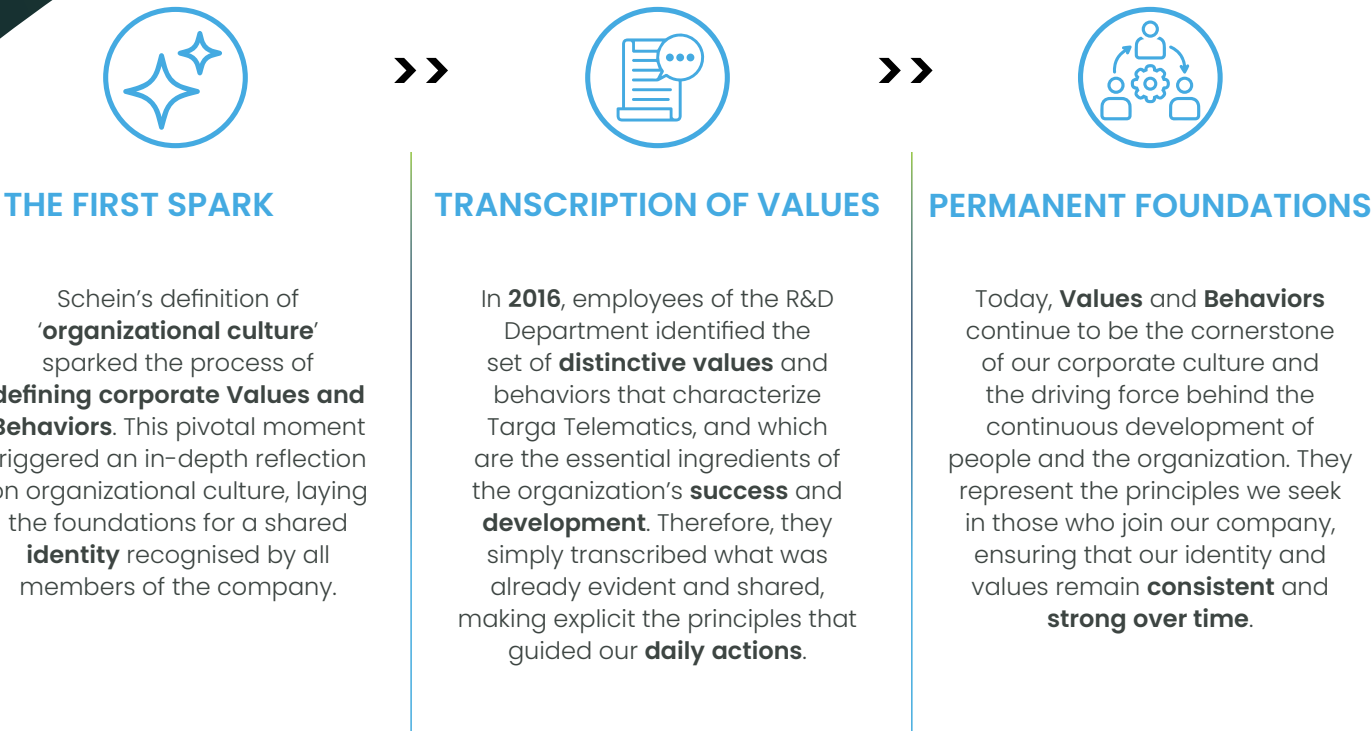 THE FIRST SPARK
Schein's definition of
‘organizational culture’
sparked the process of
defining corporate Values and
Behaviors. This pivotal moment
triggered an in-depth reflection
on organizational culture, laying
the foundations for a shared
identity recognised by all
members of the company.
TRANSCRIPTION OF VALUES
In 2016, employees of the R&D
Department identified the
set of distinctive values and
behaviors that characterize
Targa Telematics, and which
are the essential ingredients of
the organization's success and
development. Therefore, they
simply transcribed what was
already evident and shared,
making explicit the principles that
guided our daily actions.
PERMANENT FOUNDATIONS
Today, Values and Behaviors
continue to be the cornerstone
of our corporate culture and
the driving force behind the
continuous development of
people and the organization. They
represent the principles we seek
in those who join our company,
ensuring that our identity and
values remain consistent and
strong over time.